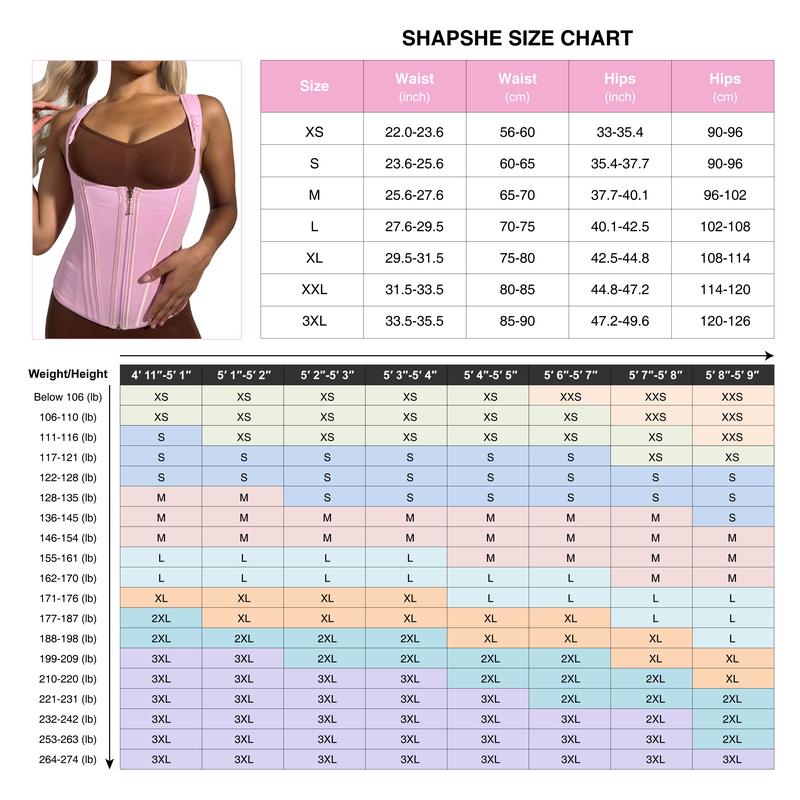 SHAPSHE SIZE CHART
Size Waist (inch) Waist (cm) Hips (inch) Hips (cm)
XS 22.0-23.6 56-60 33-35.4 90-96
S 23.6-25.6 60-65 35.4-37.7 90-96
M 25.6-27.6 65-70 37.7-40.1 96-102
L 27.6-29.5 70-75 40.1-42.5 102-108
XL 29.5-31.5 75-80 42.5-44.8 108-114
XXL 31.5-33.5 80-85 44.8-47.2 114-120
3XL 33.5-35.5 85-90 47.2-49.6 120-126
Weight/Height 4′ 11″-5′ 1″ 5′ 1″-5′ 2″ 5′ 2″-5′ 3″ 5′ 3″-5′ 4″ 5′ 4″-5′ 5″ 5′ 6″-5′ 7″ 5′ 7″-5′ 8″ 5′ 8″-5′ 9″
Below 106 (lb) XS XS XS XS XS XXS XXS XXS
106-110 (lb) XS XS XS XS XS XS XXS XXS
111-116 (lb) S XS XS XS XS XS XS XXS
117-121 (lb) S S S S S S XS XS
122-128 (lb) S S S S S S S S
128-135 (lb) M M S S S S S S
136-145 (lb) M M M M M M M S
146-154 (lb) M M M M M M M M
155-161 (lb) L L L L M M M M
162-170 (lb) L L L L L L M M
171-176 (lb) XL XL XL XL L L L L
177-187 (lb) 2XL XL XL XL XL XL L L
188-198 (lb) 2XL 2XL 2XL 2XL XL XL XL L
199-209 (lb) 3XL 3XL 2XL 2XL 2XL 2XL XL XL
210-220 (lb) 3XL 3XL 3XL 3XL 2XL 2XL 2XL XL
221-231 (lb) 3XL 3XL 3XL 3XL 3XL 2XL 2XL 2XL
232-242 (lb) 3XL 3XL 3XL 3XL 3XL 3XL 2XL 2XL
253-263 (lb) 3XL 3XL 3XL 3XL 3XL 3XL 3XL 2XL
264-274 (lb) 3XL 3XL 3XL 3XL 3XL 3XL 3XL 3XL